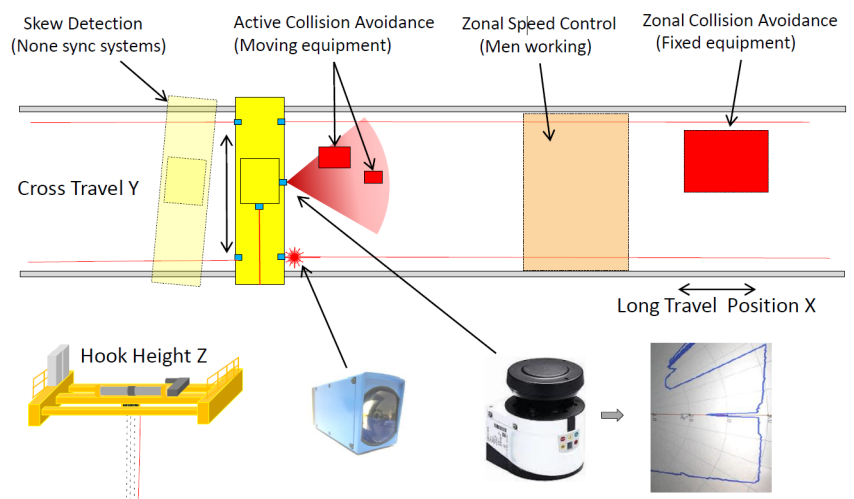 Skew Detection
(None sync systems)
Active Collision Avoidance
(Moving equipment)
Zonal Speed Control
(Men working)
Zonal Collision Avoidance
(Fixed equipment)
Cross Travel Y
Long Travel Position X
Hook Height Z